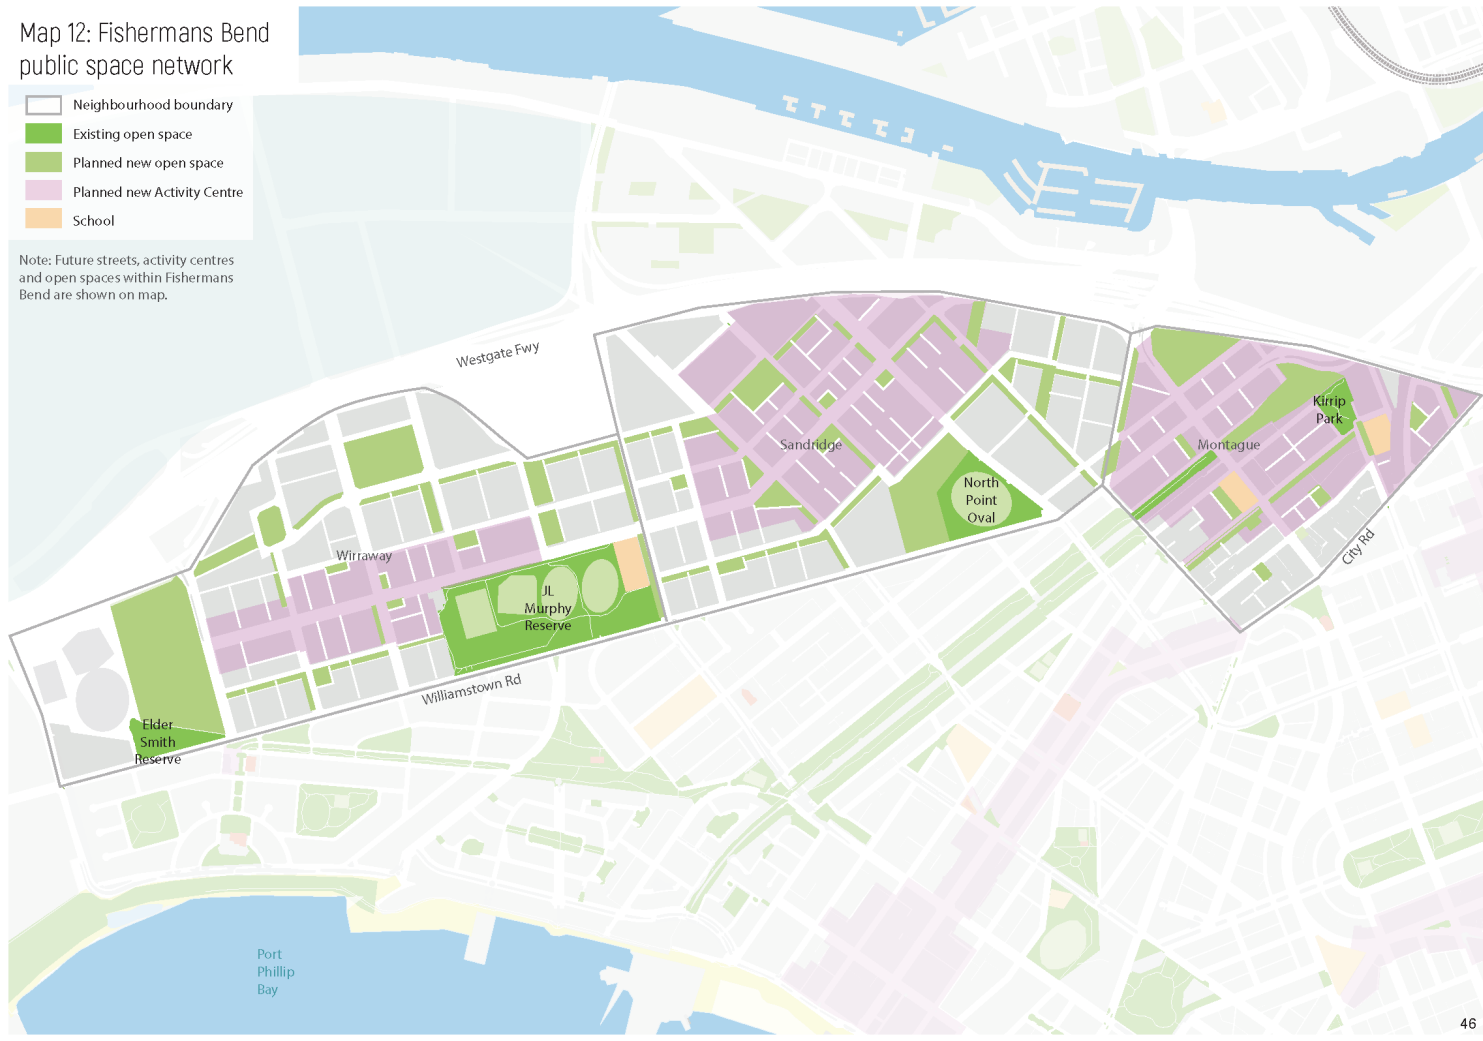 Map 12: Fishermans Bend
public space network
Neighbourhood boundary
Existing open space
Planned new open space
Planned new Activity Centre
School
Note: Future streets, activity centres
and open spaces within Fishermans
Bend are shown on map.
Westgate Fwy
Kirrip
Park
Sandridge
Montague
North
Point
Oval
City Rd
Wirraway
JL
Murphy
Reserve
Williamstown Rd
Elder
Smith
Reserve
Port
Phillip
Bay
46